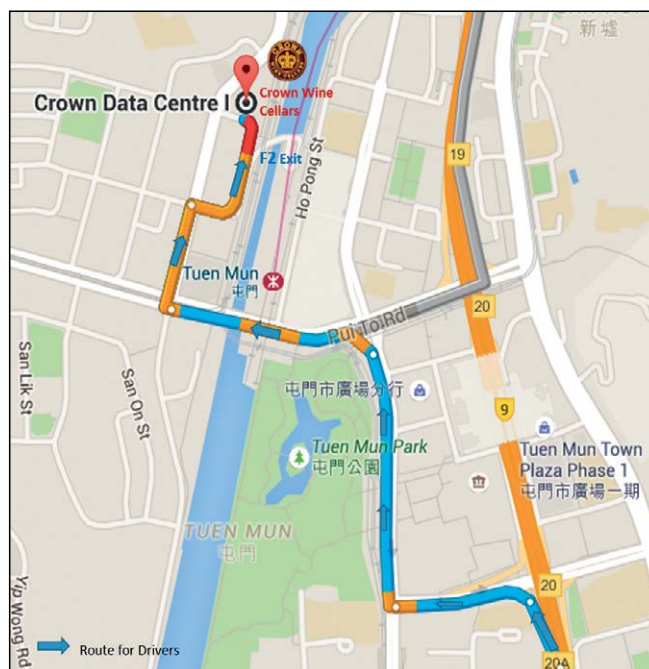 新墟
CROWN
WINE CELLARS
Crown Data Centre I
Crown Wine
Cellars
F2 Exit
Ho Pong St
19
Tuen Mun
屯門
20
Pui To Rd
San Lik St
San On St
屯門市廣場分行
9
Tuen Mun Park
屯門公園
Tuen Mun Town
Plaza Phase 1
屯門市廣場一期
TUEN MUN
屯門
20
Yip Wong Rd
Route for Drivers
20A